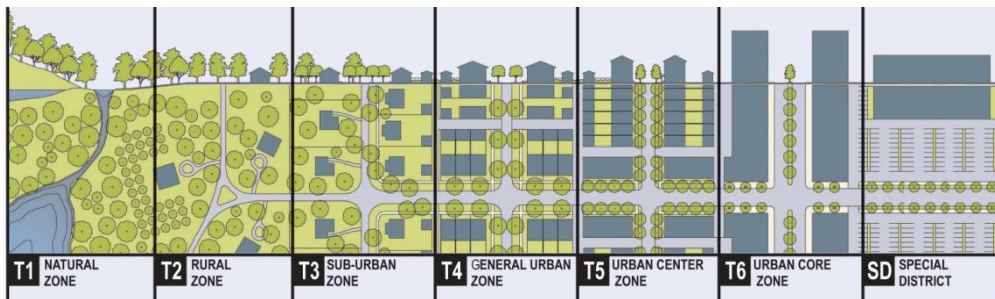 T1 NATURAL
ZONE
T2 RURAL
ZONE
T3 SUB-URBAN
ZONE
T4 GENERAL URBAN
ZONE
T5 URBAN CENTER
ZONE
T6 URBAN CORE
ZONE
SD SPECIAL
DISTRICT